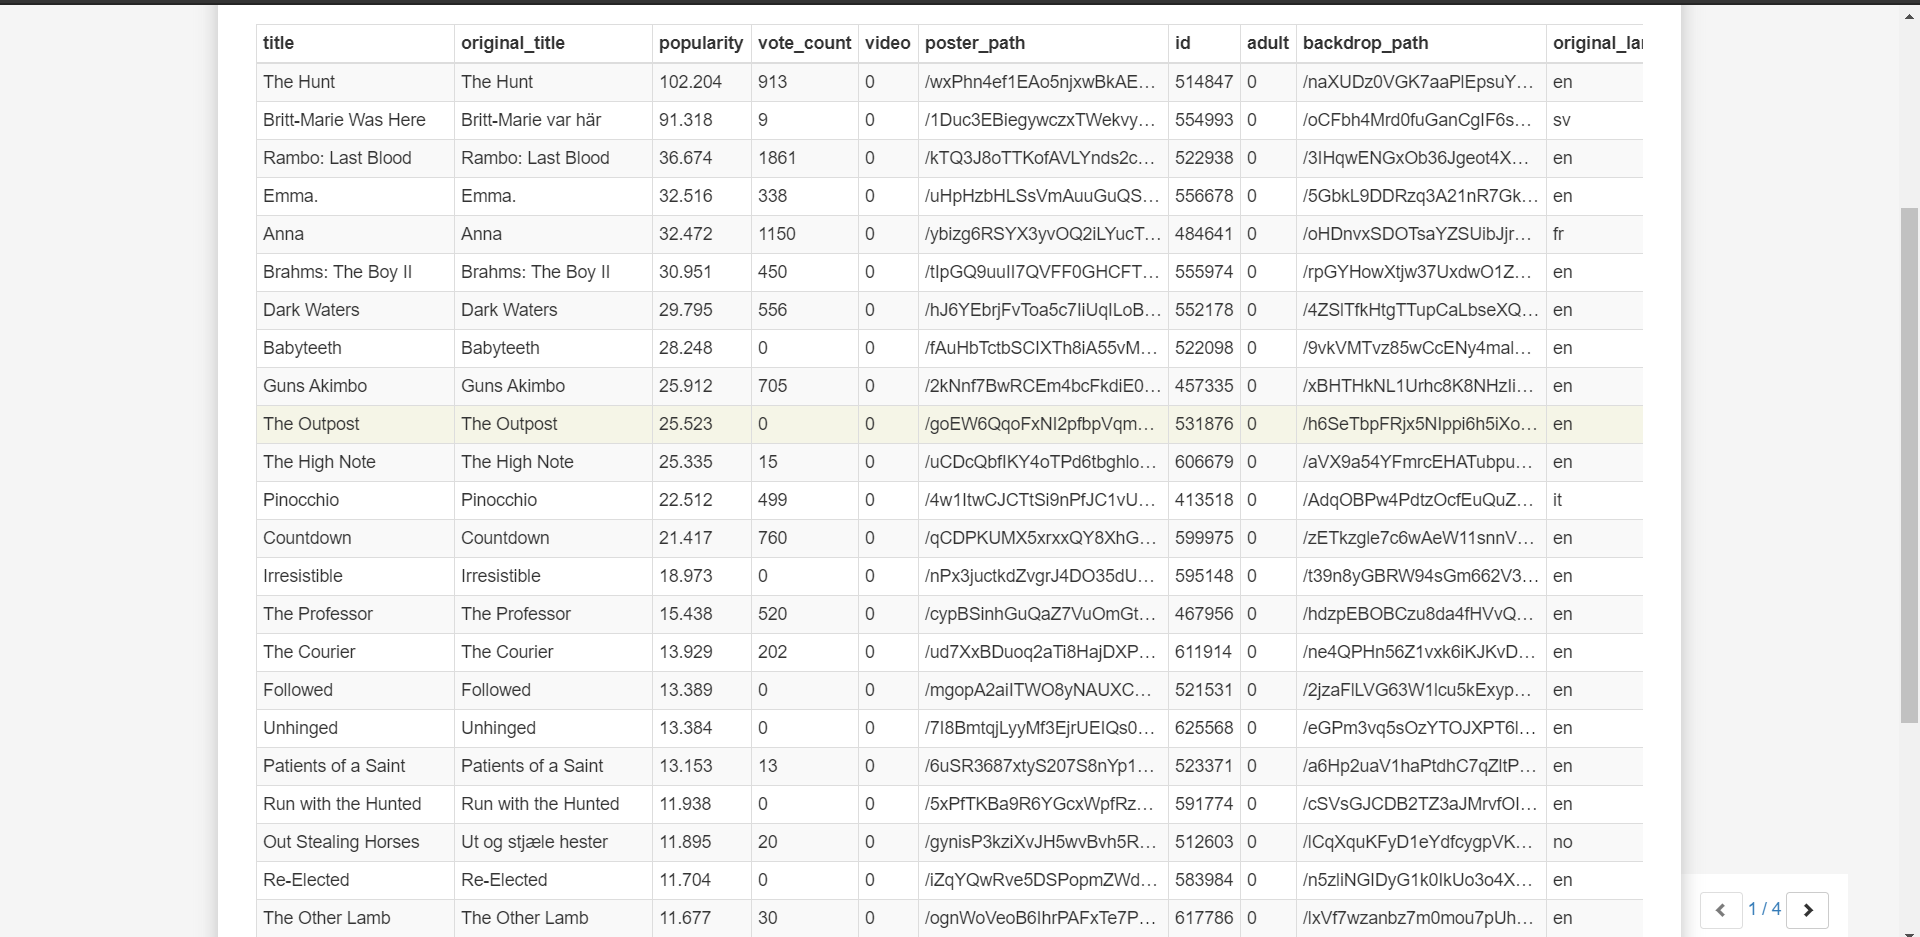 title original_title popularity vote_count video poster_path id adult backdrop_path original_lan
The Hunt The Hunt 102.204 913 0 /wxPhn4ef1EAo5njxwBkAE… 514847 0 /naXUDz0VGK7aaPlEpsuY… en
Britt-Marie Was Here Britt-Marie var här 91.318 9 0 /1Duc3EBiegywczxTWekvy… 554993 0 /oCFbh4Mrd0fuGanCgIF6s… sv
Rambo: Last Blood Rambo: Last Blood 36.674 1861 0 /kTQ3J8oTTKofAVLYnds2c… 522938 0 /3IHqwENGxOb36Jgeot4X… en
Emma. Emma. 32.516 338 0 /uHpHzbHLSsVmAuuGuQS… 556678 0 /5GbkL9DDRzq3A21nR7Gk… en
Anna Anna 32.472 1150 0 /ybizg6RSYX3yvOQ2iLYucT… 484641 0 /oHDnvxSDOTsaYZSUibJjr… fr
Brahms: The Boy II Brahms: The Boy II 30.951 450 0 /tIpGQ9uuII7QVFF0GHCFT… 555974 0 /rpGYHowXtjw37UxdwO1Z… en
Dark Waters Dark Waters 29.795 556 0 /hJ6YEbrjFvToa5c7IiUqILoB… 552178 0 /4ZSlTfkHtgTTupCaLbseXQ… en
Babyteeth Babyteeth 28.248 0 0 /fAuHbTctbSCIXTh8iA55vM… 522098 0 /9vkVMTvz85wCcENy4mal… en
Guns Akimbo Guns Akimbo 25.912 705 0 /2kNnf7BwRCEm4bcFkdiE0… 457335 0 /xBHTHkNL1Urhc8K8NHzIi… en
The Outpost The Outpost 25.523 0 0 /goEW6QqoFxNI2pfbpVqm… 531876 0 /h6SeTbpFRjx5NIppi6h5iXo… en
The High Note The High Note 25.335 15 0 /uCDcQbfIKY4oTPd6tbghlo… 606679 0 /aVX9a54YFmrcEHATubpu… en
Pinocchio Pinocchio 22.512 499 0 /4w1ItwCJCTtSi9nPfJC1vU… 413518 0 /AdqOBPw4PdtzOcfEuQuZ… it
Countdown Countdown 21.417 760 0 /qCDPKUMX5xrxxQY8XhG… 599975 0 /zETkzgle7c6wAeW11snnV… en
Irresistible Irresistible 18.973 0 0 /nPx3juctkdZvgrJ4DO35dU… 595148 0 /t39n8yGBRW94sGm662V3… en
The Professor The Professor 15.438 520 0 /cypBSinhGuQaZ7VuOmGt… 467956 0 /hdzpEBOBCzu8da4fHVvQ… en
The Courier The Courier 13.929 202 0 /ud7XxBDuoq2aTi8HajDXP… 611914 0 /ne4QPHn56Z1vxk6iKJKvD… en
Followed Followed 13.389 0 0 /mgopA2aiITWO8yNAUXC… 521531 0 /2jzaFlLVG63W1lcu5kExyp… en
Unhinged Unhinged 13.384 0 0 /7I8BmtqjLyyMf3EjrUEIQs0… 625568 0 /eGPm3vq5sOzYTOJXPT6l… en
Patients of a Saint Patients of a Saint 13.153 13 0 /6uSR3687xtyS207S8nYp1… 523371 0 /a6Hp2uaV1haPtdhC7qZltP… en
Run with the Hunted Run with the Hunted 11.938 0 0 /5xPfTKBa9R6YGcxWpfRz… 591774 0 /cSVsGJCDB2TZ3aJMrvfOI… en
Out Stealing Horses Ut og stjæle hester 11.895 20 0 /gynisP3kziXvJH5wvBvh5R… 512603 0 /lCqXquKFyD1eYdfcygpVK… no
Re-Elected Re-Elected 11.704 0 0 /iZqYQwRve5DSPopmZWd… 583984 0 /n5zliNGIDyG1k0IkUo3o4X… en
The Other Lamb The Other Lamb 11.677 30 0 /ognWoVeoB6IhrPAFxTe7P… 617786 0 /lxVf7wzanbz7m0mou7pUh… en
1 / 4